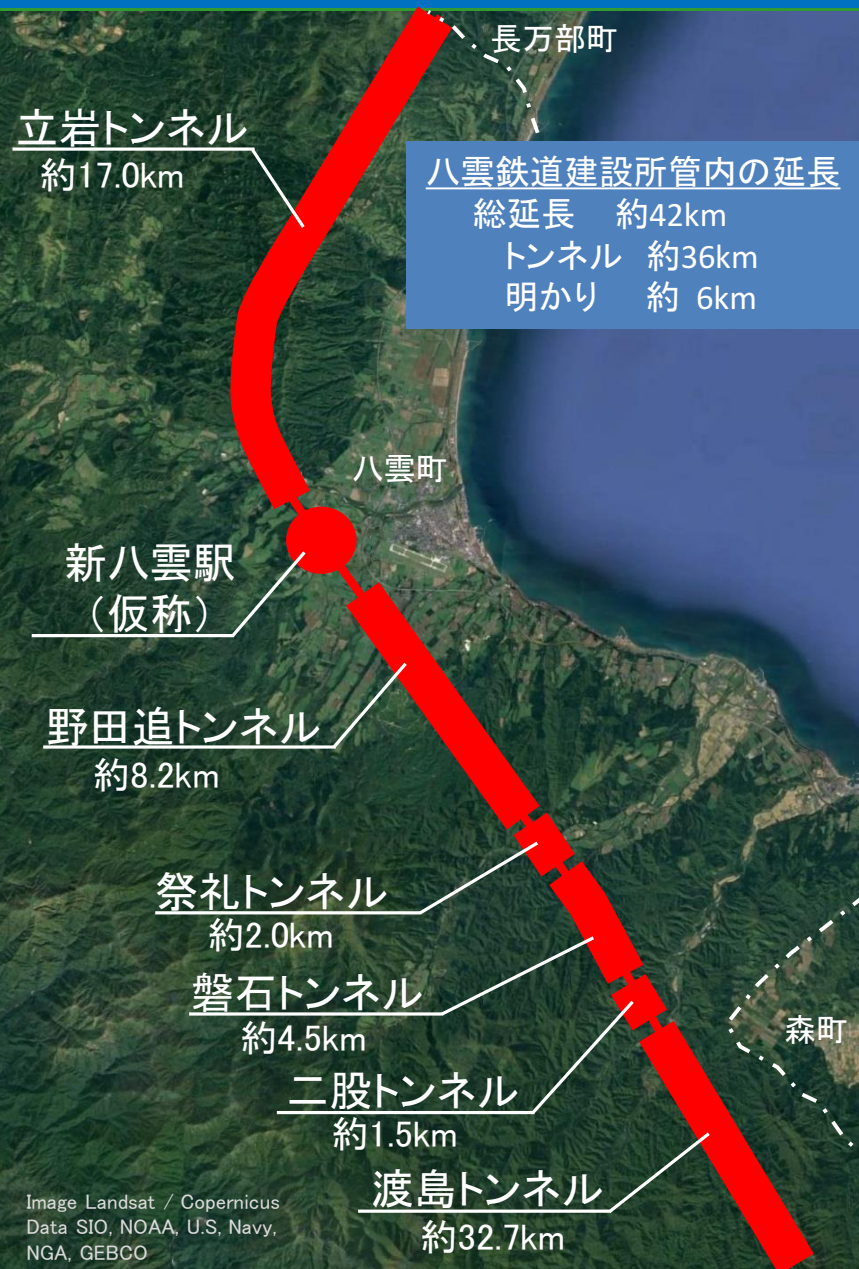 長万部町
立岩トンネル
約17.0km
八雲鉄道建設所管内の延長
総延長　約42km
トンネル　約36km
明かり　約 6km
八雲町
新八雲駅
（仮称）
野田追トンネル
約8.2km
祭礼トンネル
約2.0km
磐石トンネル
約4.5km
森町
二股トンネル
約1.5km
渡島トンネル
約32.7km
Image Landsat / Copernicus
Data SIO, NOAA, U.S, Navy,
NGA, GEBCO